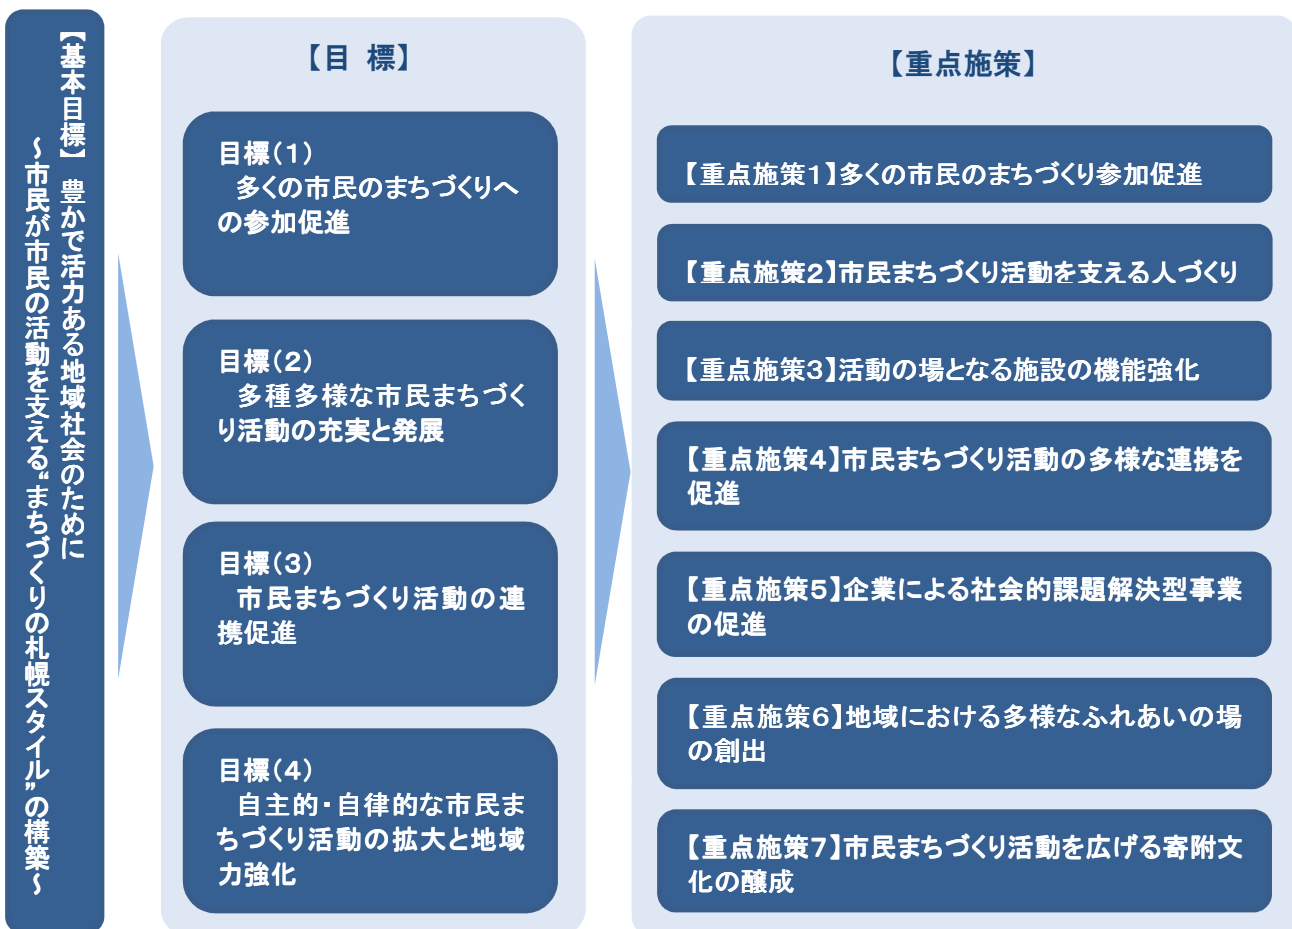 【基本目標】 豊かで活力ある地域社会のために
～市民が市民の活動を支える“まちづくりの札幌スタイル”の構築～
【目 標】
目標（１）
多くの市民のまちづくりへ
の参加促進
目標（２）
多種多様な市民まちづく
り活動の充実と発展
目標（３）
市民まちづくり活動の連
携促進
目標（４）
自主的・自律的な市民ま
ちづくり活動の拡大と地域
力強化
【重点施策】
【重点施策１】多くの市民のまちづくり参加促進
【重点施策２】市民まちづくり活動を支える人づくり
【重点施策３】活動の場となる施設の機能強化
【重点施策４】市民まちづくり活動の多様な連携を
促進
【重点施策５】企業による社会的課題解決型事業
の促進
【重点施策６】地域における多様なふれあいの場
の創出
【重点施策７】市民まちづくり活動を広げる寄附文
化の醸成